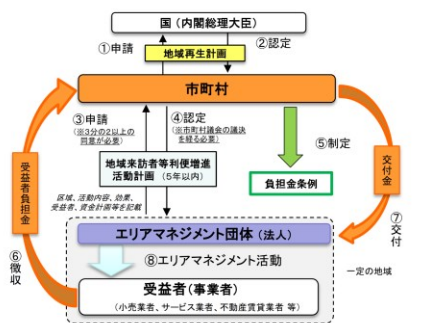 国（内閣総理大臣）
①申請
②認定
地域再生計画
市町村
③申請
（※3分の2以上の
同意が必要）
④認定
（※市町村議会の議決
を経る必要）
⑤制定
地域来訪者等利便増進
活動計画（5年以内）
負担金条例
受益者負担金
交付金
区域、活動内容、効果、
受益者、資金計画等を記載
⑥徴収
⑦交付
エリアマネジメント団体（法人）
⑧エリアマネジメント活動
一定の地域
受益者（事業者）
（小売業者、サービス業者、不動産賃貸業者 等）